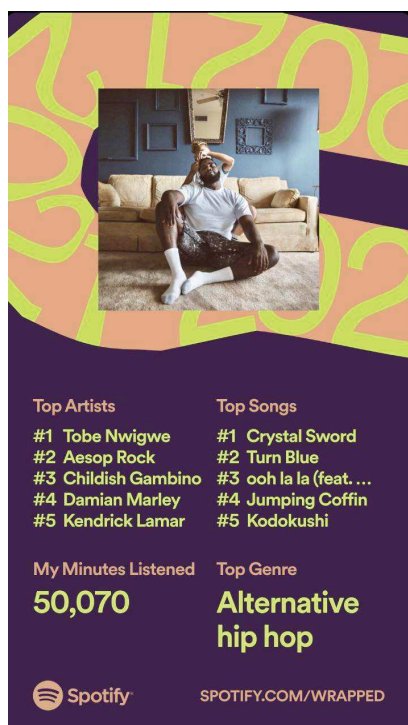 Top Artists
#1 Tobe Nwigwe
#2 Aesop Rock
#3 Childish Gambino
#4 Damian Marley
#5 Kendrick Lamar
Top Songs
#1 Crystal Sword
#2 Turn Blue
#3 ooh la la (feat. ...
#4 Jumping Coffin
#5 Kodokushi
My Minutes Listened
50,070
Top Genre
Alternative
hip hop
Spotify
SPOTIFY.COM/WRAPPED